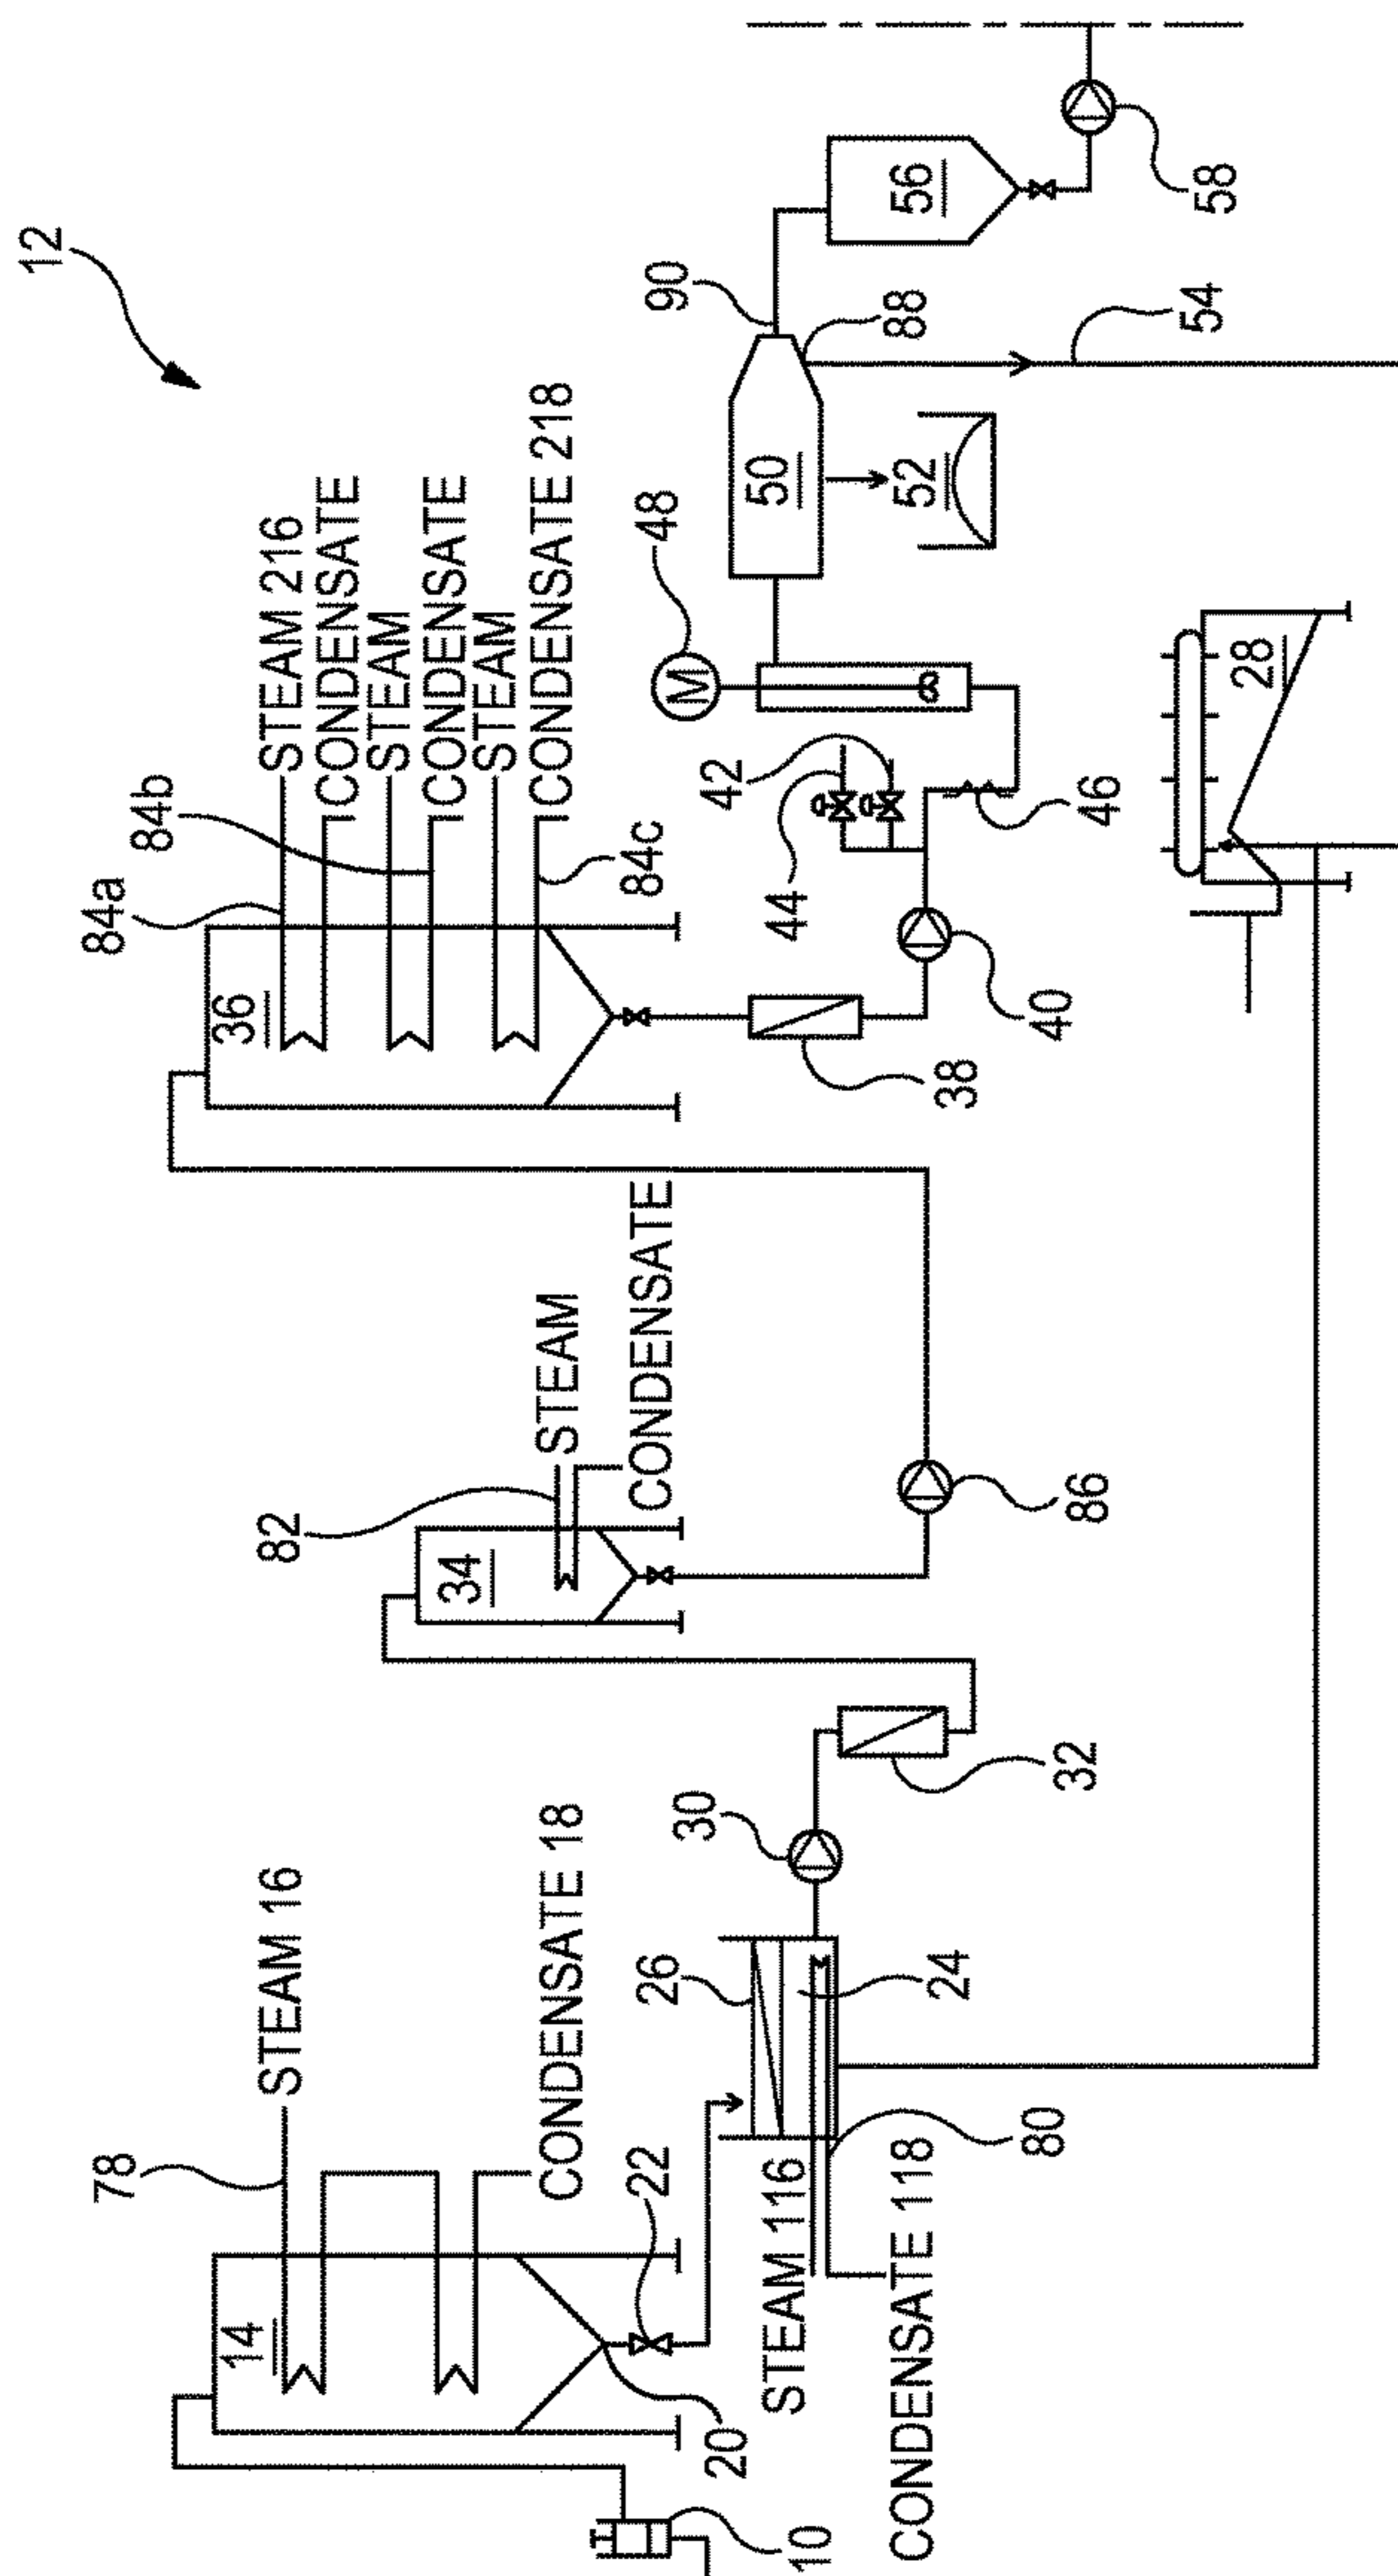 12
84a
84b
STEAM 216
CONDENSATE
STEAM
CONDENSATE
STEAM
CONDENSATE 218
84c
36
48
M
90
56
58
50
88
52
54
42
44
46
28
40
38
82
STEAM
CONDENSATE
34
86
78
STEAM 16
CONDENSATE 18
14
22
20
10
30
32
26
24
STEAM 116
80
CONDENSATE 118